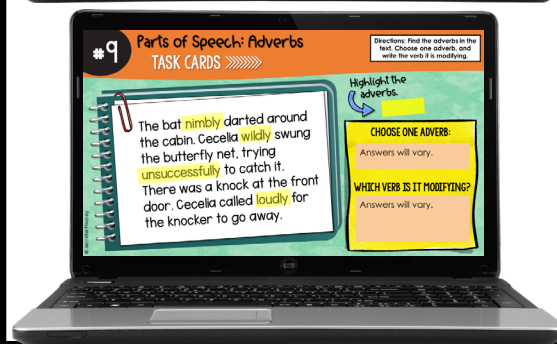 #9
Parts of Speech: Adverbs
TASK CARDS
Directions: Find the adverbs in the
text. Choose one adverb, and
write the verb it is modifying.
Highlight the
adverbs.
The bat nimbly darted around
the cabin. Cecelia wildly swung
the butterfly net, trying
unsuccessfully to catch it.
There was a knock at the front
door. Cecelia called loudly for
the knocker to go away.
CHOOSE ONE ADVERB:
Answers will vary.
WHICH VERB IS IT MODIFYING?
Answers will vary.
© Jennifer Findley